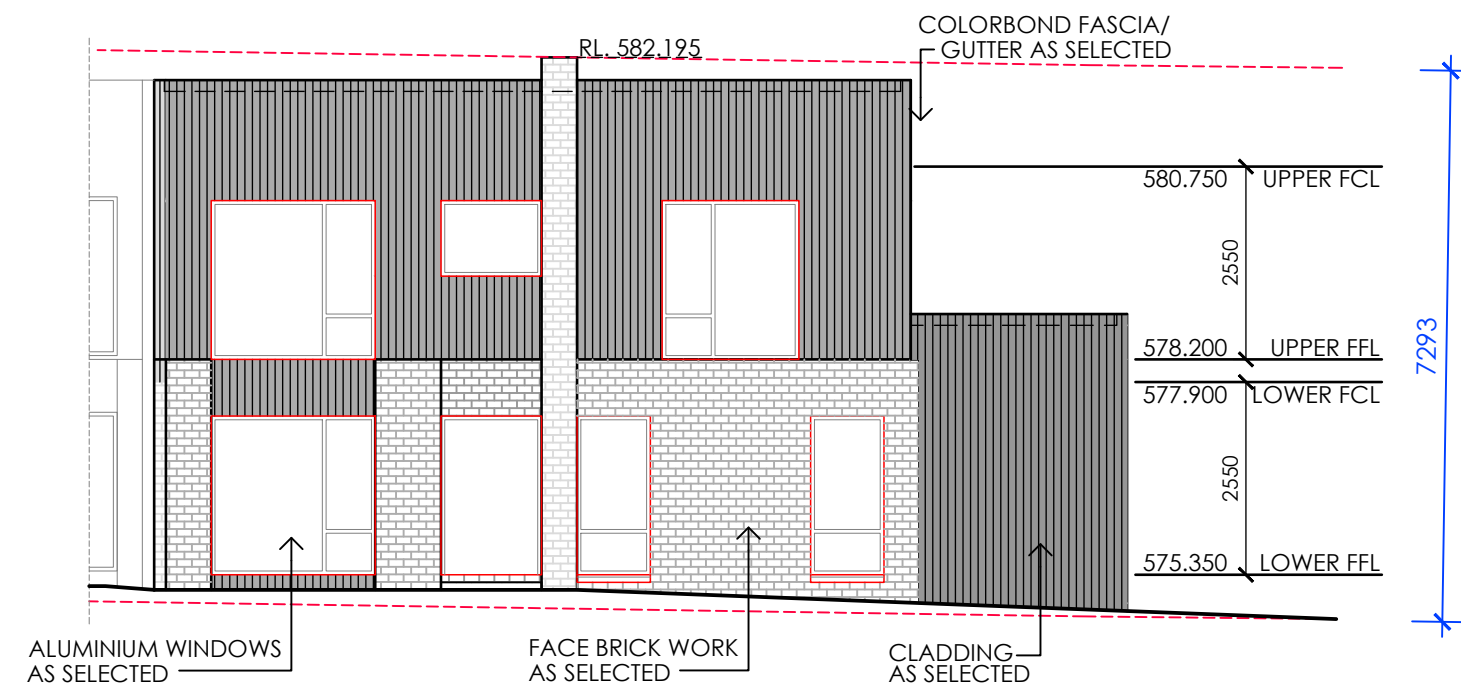 COLORBOND FASCIA/
GUTTER AS SELECTED
RL. 582.195
580.750 UPPER FCL
2550
578.200 UPPER FFL
577.900 LOWER FCL
2550
575.350 LOWER FFL
7293
ALUMINIUM WINDOWS
AS SELECTED
FACE BRICK WORK
AS SELECTED
CLADDING
AS SELECTED